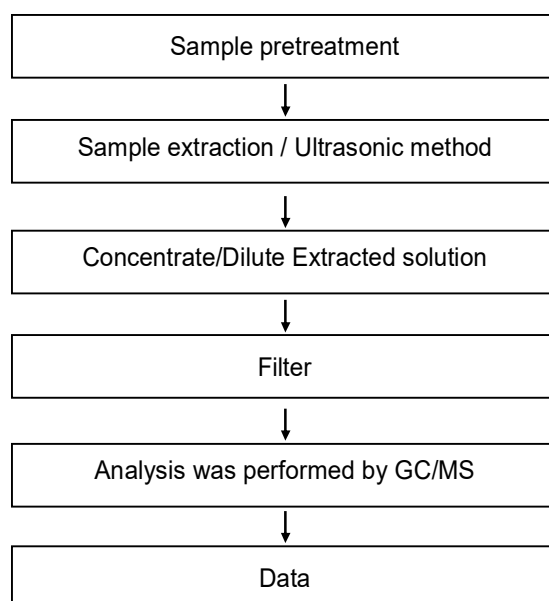 Sample pretreatment
Sample extraction / Ultrasonic method
Concentrate/Dilute Extracted solution
Filter
Analysis was performed by GC/MS
Data